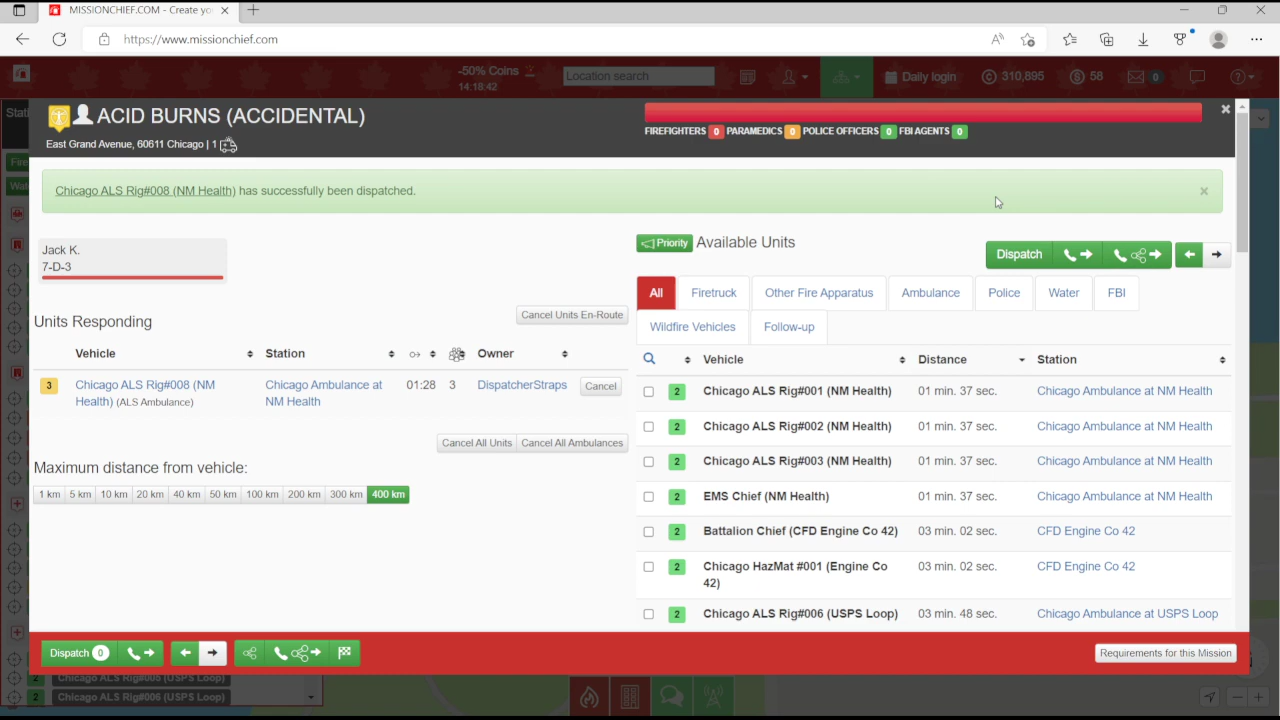 MISSIONCHIEF.COM - Create yo
https://www.missionchief.com
-50% Coins
14:18:42
Location search
Daily login
310,895
58
0
Stati
ACID BURNS (ACCIDENTAL)
East Grand Avenue, 60611 Chicago | 1
FIREFIGHTERS 0 PARAMEDICS 0 POLICE OFFICERS 0 FBI AGENTS 0
Fire
Wate
Chicago ALS Rig#008 (NM Health) has successfully been dispatched.
Jack K.
7-D-3
Priority Available Units
Dispatch
All Firetruck Other Fire Apparatus Ambulance Police Water FBI
Wildfire Vehicles Follow-up
Units Responding
Cancel Units En-Route
Vehicle Station Owner
3 Chicago ALS Rig#008 (NM Health) (ALS Ambulance) Chicago Ambulance at NM Health 01:28 3 DispatcherStraps Cancel
Cancel All Units Cancel All Ambulances
Maximum distance from vehicle:
1 km 5 km 10 km 20 km 40 km 50 km 100 km 200 km 300 km 400 km
Vehicle Distance Station
2 Chicago ALS Rig#001 (NM Health) 01 min. 37 sec. Chicago Ambulance at NM Health
2 Chicago ALS Rig#002 (NM Health) 01 min. 37 sec. Chicago Ambulance at NM Health
2 Chicago ALS Rig#003 (NM Health) 01 min. 37 sec. Chicago Ambulance at NM Health
2 EMS Chief (NM Health) 01 min. 37 sec. Chicago Ambulance at NM Health
2 Battalion Chief (CFD Engine Co 42) 03 min. 02 sec. CFD Engine Co 42
2 Chicago HazMat #001 (Engine Co 42) 03 min. 02 sec. CFD Engine Co 42
2 Chicago ALS Rig#006 (USPS Loop) 03 min. 48 sec. Chicago Ambulance at USPS Loop
Dispatch 0
Requirements for this Mission
2 Chicago ALS Rig#005 (USPS Loop)
2 Chicago ALS Rig#006 (USPS Loop)